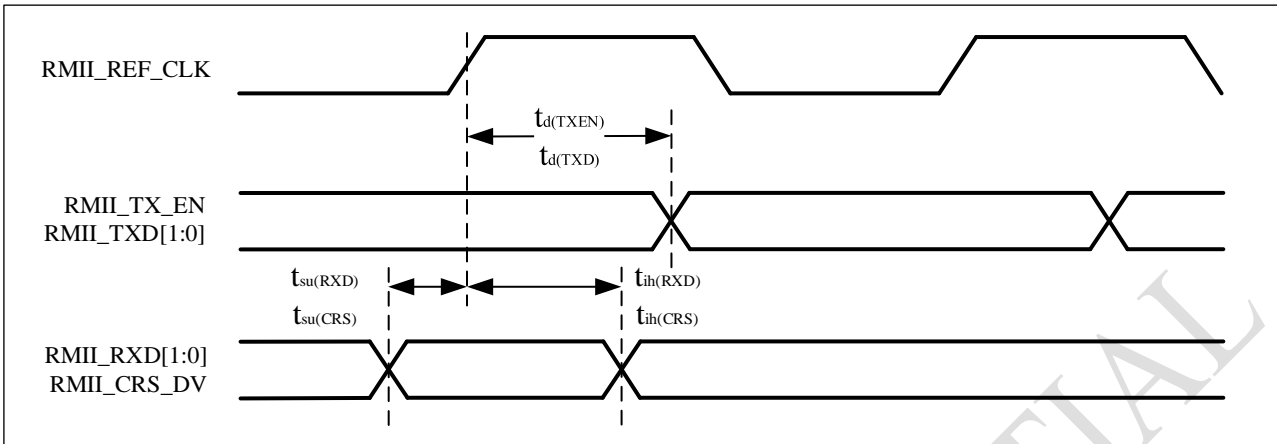 RMII_REF_CLK
td(TXEN)
td(TXD)
RMII_TX_EN
RMII_TXD[1:0]
tsu(RXD)
tih(RXD)
tsu(CRS)
tih(CRS)
RMII_RXD[1:0]
RMII_CRS_DV
TIAL